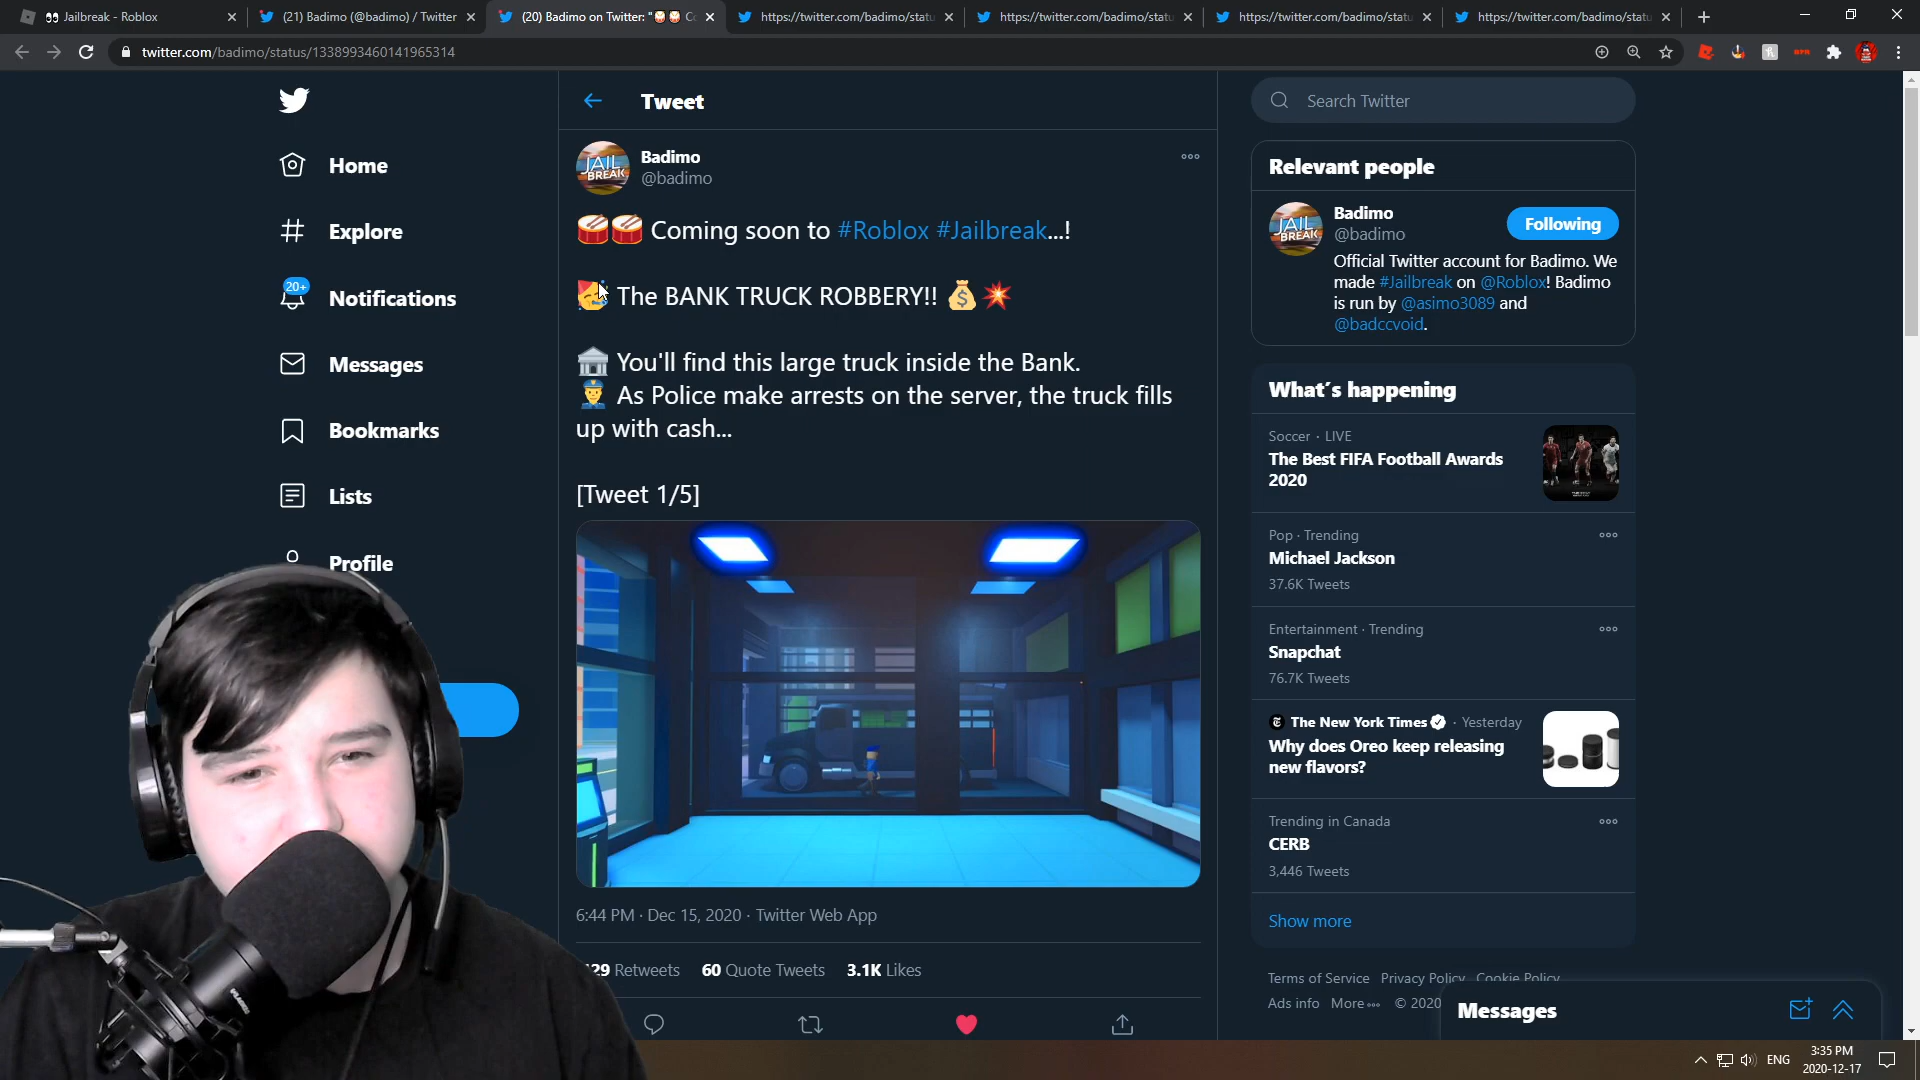 Jailbreak - Roblox
(21) Badimo (@badimo) / Twitter
(20) Badimo on Twitter: "🥁🥁 Co
https://twitter.com/badimo/statu
https://twitter.com/badimo/statu
https://twitter.com/badimo/statu
https://twitter.com/badimo/statu
twitter.com/badimo/status/1338993460141965314
Home
Explore
20+
Notifications
Messages
Bookmarks
Lists
Profile
Tweet
JAIL
BREAK
Badimo
@badimo
🥁🥁 Coming soon to #Roblox #Jailbreak...!
🥳 The BANK TRUCK ROBBERY!! 💰💥
🏦 You'll find this large truck inside the Bank.
👮 As Police make arrests on the server, the truck fills
up with cash...
[Tweet 1/5]
6:44 PM · Dec 15, 2020 · Twitter Web App
29 Retweets 60 Quote Tweets 3.1K Likes
Search Twitter
Relevant people
JAIL
BREAK
Badimo
@badimo
Following
Official Twitter account for Badimo. We
made #Jailbreak on @Roblox! Badimo
is run by @asimo3089 and
@badccvoid.
What's happening
Soccer · LIVE
The Best FIFA Football Awards
2020
Pop · Trending
Michael Jackson
37.6K Tweets
Entertainment · Trending
Snapchat
76.7K Tweets
The New York Times · Yesterday
Why does Oreo keep releasing
new flavors?
Trending in Canada
CERB
3,446 Tweets
Show more
Terms of Service Privacy Policy Cookie Policy
Ads info More ··· © 2020
Messages
ENG
3:35 PM
2020-12-17